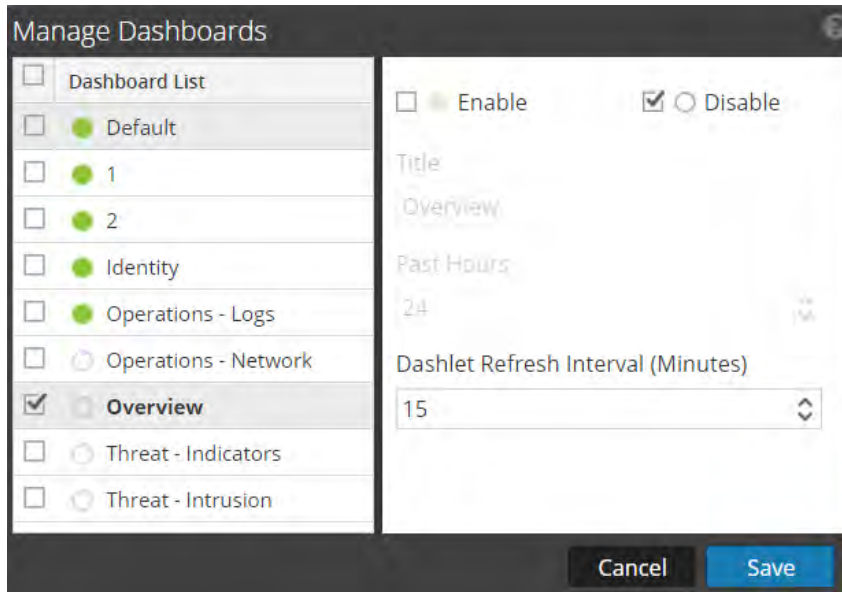 Manage Dashboards
Dashboard List
Default
1
2
Identity
Operations - Logs
Operations - Network
Overview
Threat - Indicators
Threat - Intrusion
Enable
Disable
Title
Overview
Past Hours
24
Dashlet Refresh Interval (Minutes)
15
Cancel
Save